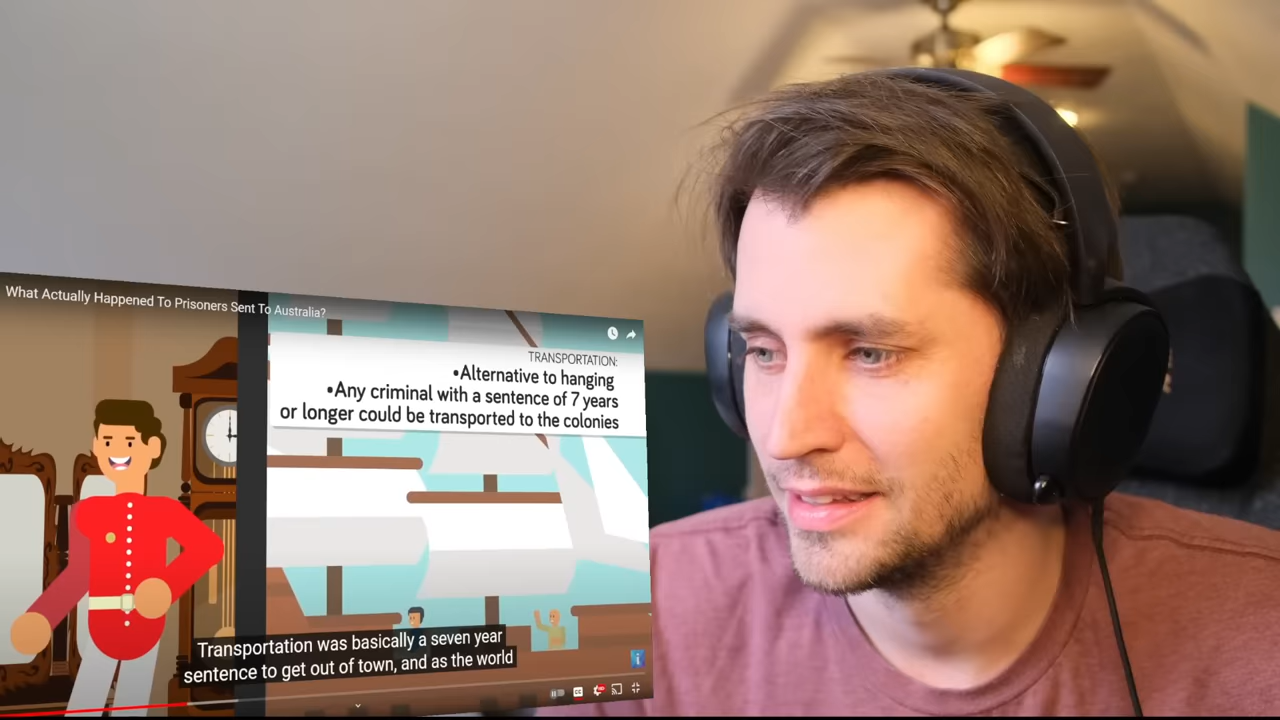 What Actually Happened To Prisoners Sent To Australia?
TRANSPORTATION:
•Alternative to hanging
•Any criminal with a sentence of 7 years
or longer could be transported to the colonies
Transportation was basically a seven year
sentence to get out of town, and as the world
CC